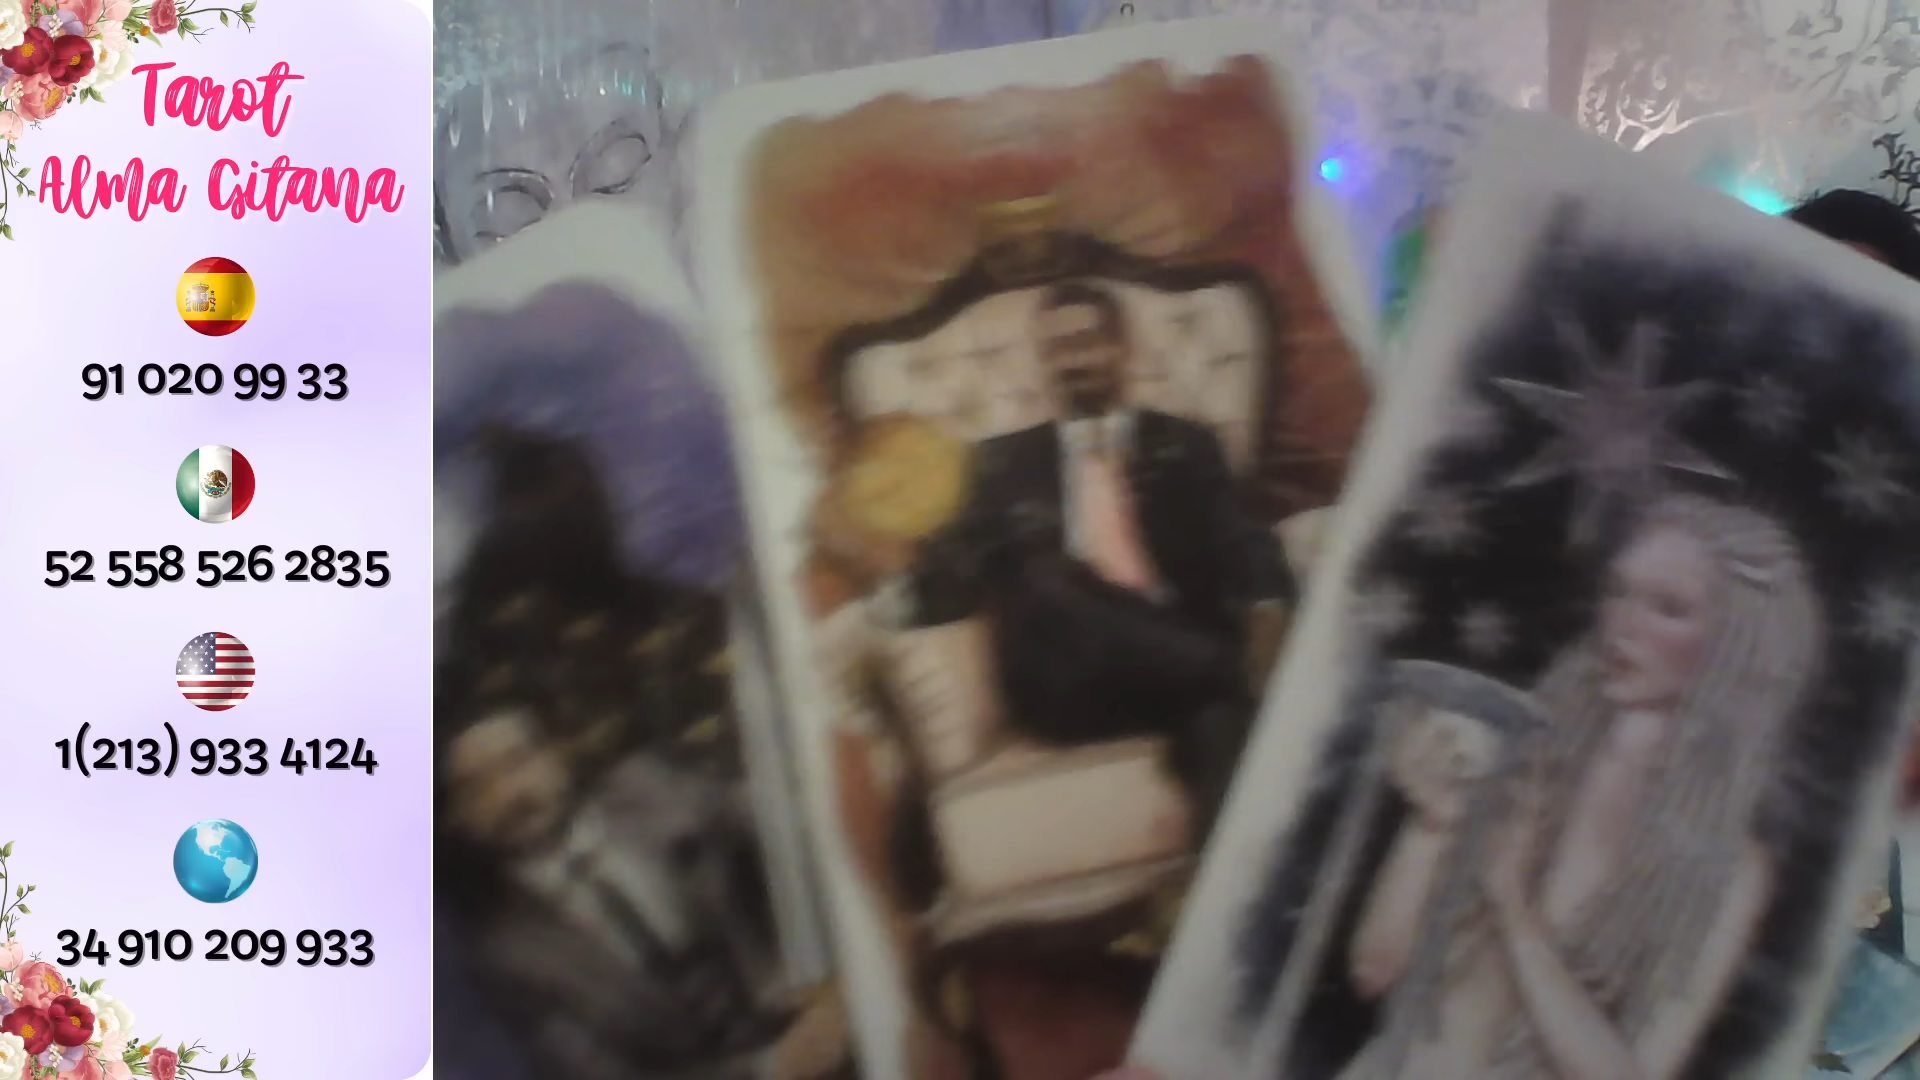 Tarot
Alma Gitana
91 020 99 33
52 558 526 2835
1(213) 933 4124
34 910 209 933